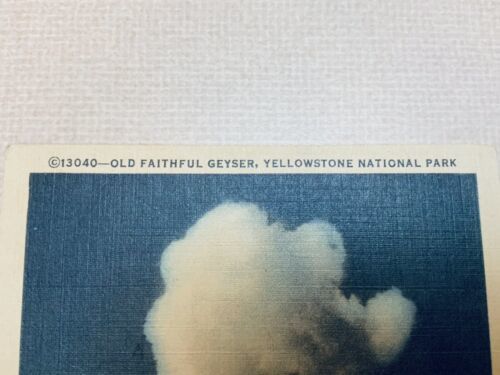 ©13040—OLD FAITHFUL GEYSER, YELLOWSTONE NATIONAL PARK